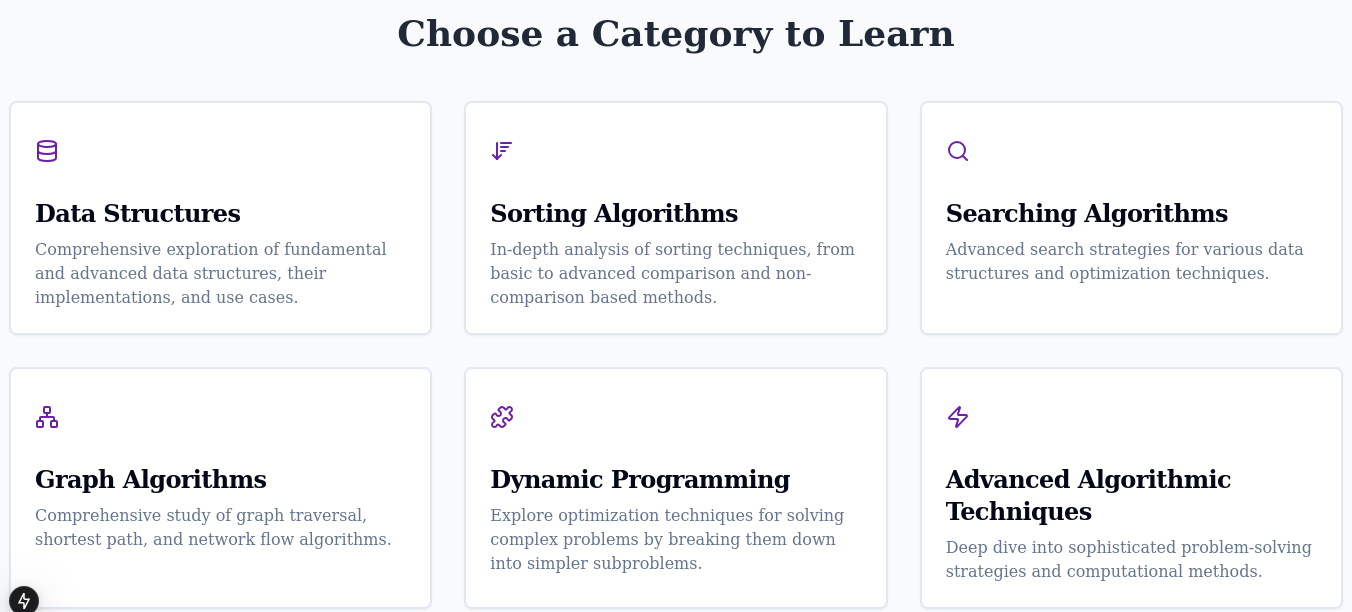 Choose a Category to Learn
Data Structures
Comprehensive exploration of fundamental
and advanced data structures, their
implementations, and use cases.
Sorting Algorithms
In-depth analysis of sorting techniques, from
basic to advanced comparison and non-
comparison based methods.
Searching Algorithms
Advanced search strategies for various data
structures and optimization techniques.
Graph Algorithms
Comprehensive study of graph traversal,
shortest path, and network flow algorithms.
Dynamic Programming
Explore optimization techniques for solving
complex problems by breaking them down
into simpler subproblems.
Advanced Algorithmic
Techniques
Deep dive into sophisticated problem-solving
strategies and computational methods.